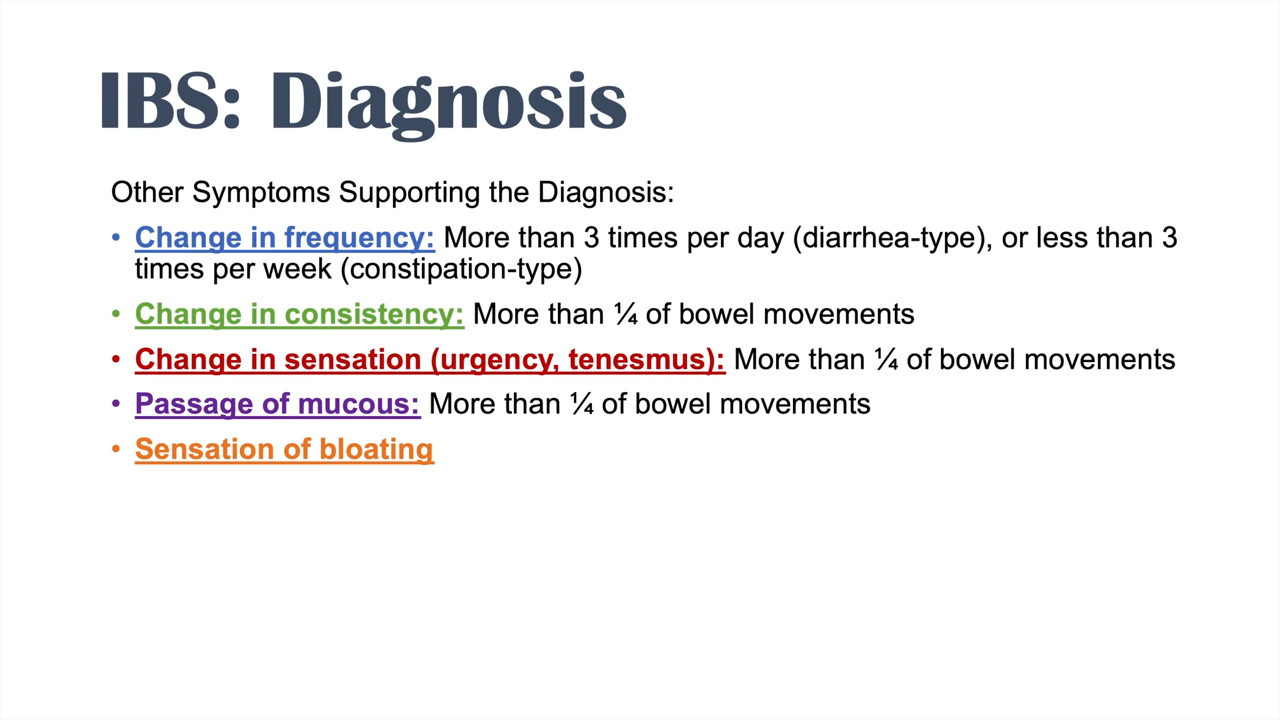 IBS: Diagnosis
Other Symptoms Supporting the Diagnosis:
• Change in frequency: More than 3 times per day (diarrhea-type), or less than 3
times per week (constipation-type)
• Change in consistency: More than ¼ of bowel movements
• Change in sensation (urgency, tenesmus): More than ¼ of bowel movements
• Passage of mucous: More than ¼ of bowel movements
• Sensation of bloating